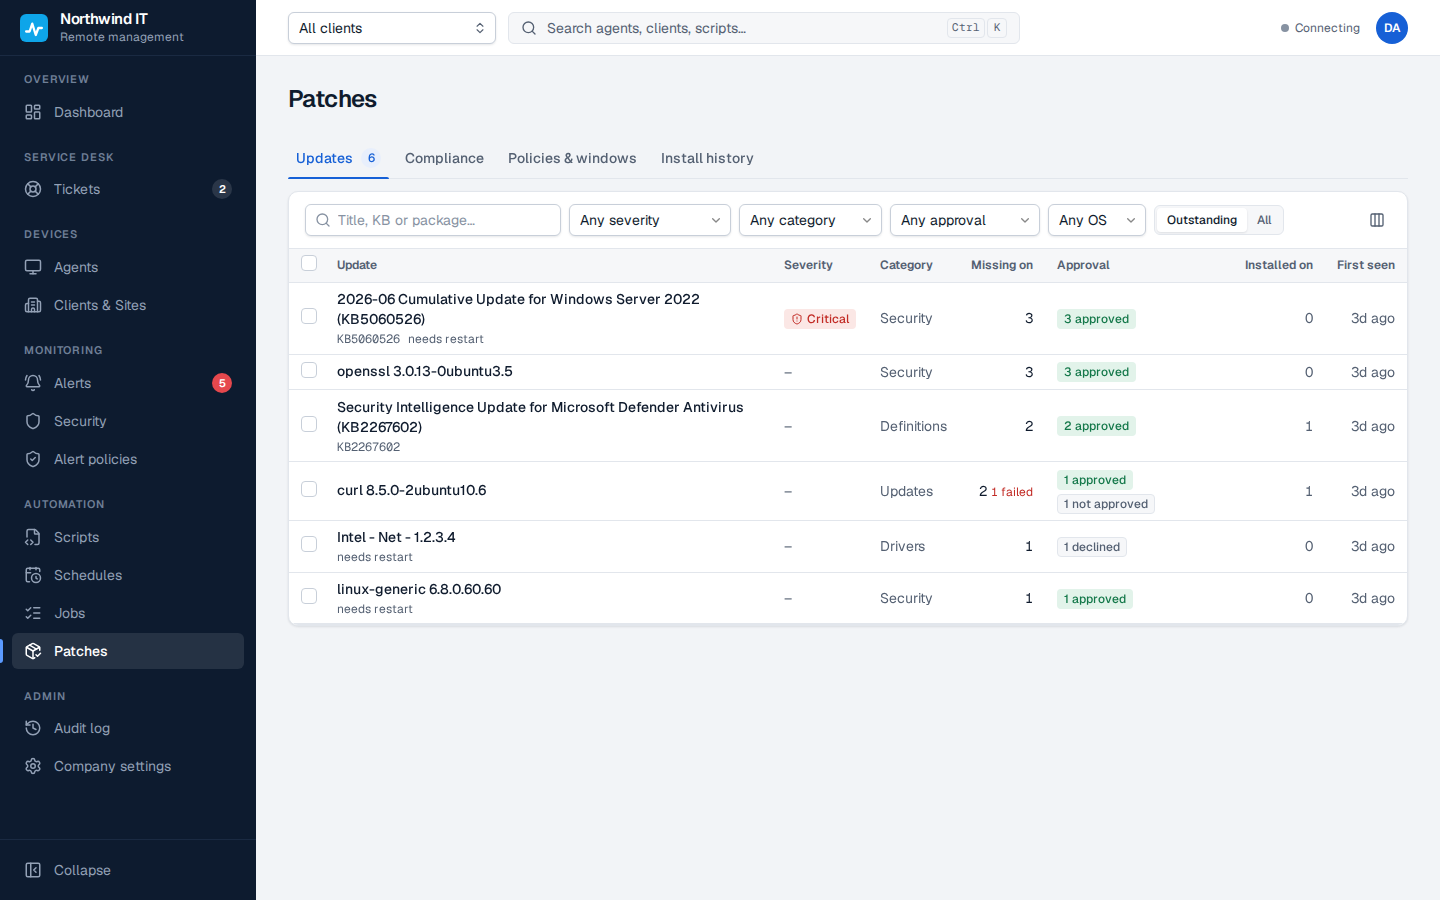 Northwind IT
Remote management
All clients
Search agents, clients, scripts...
Ctrl K
Connecting
DA
OVERVIEW
Dashboard
SERVICE DESK
Tickets 2
DEVICES
Agents
Clients & Sites
MONITORING
Alerts 5
Security
Alert policies
AUTOMATION
Scripts
Schedules
Jobs
Patches
ADMIN
Audit log
Company settings
Collapse
Patches
Updates 6 Compliance Policies & windows Install history
Title, KB or package... Any severity Any category Any approval Any OS Outstanding All
Update Severity Category Missing on Approval Installed on First seen
2026-06 Cumulative Update for Windows Server 2022
(KB5060526)
KB5060526 needs restart
Critical Security 3 3 approved 0 3d ago
openssl 3.0.13-0ubuntu3.5 – Security 3 3 approved 0 3d ago
Security Intelligence Update for Microsoft Defender Antivirus
(KB2267602)
KB2267602
– Definitions 2 2 approved 1 3d ago
curl 8.5.0-2ubuntu10.6 – Updates 2 1 failed 1 approved
1 not approved
1 3d ago
Intel - Net - 1.2.3.4
needs restart
– Drivers 1 1 declined 0 3d ago
linux-generic 6.8.0.60.60
needs restart
– Security 1 1 approved 0 3d ago